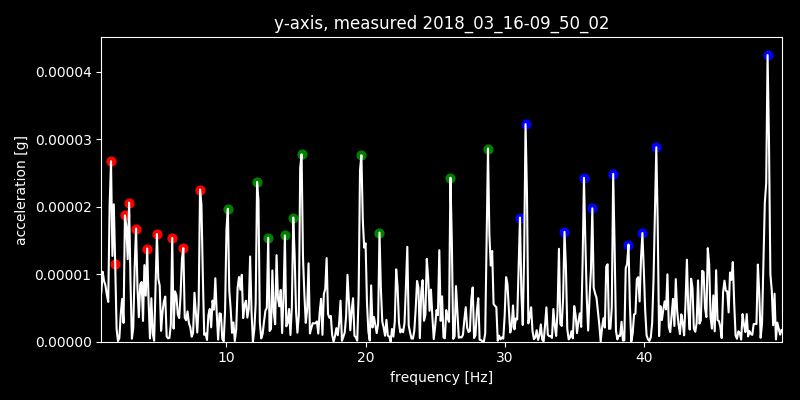 y-axis, measured 2018_03_16-09_50_02
0.00004
0.00003
0.00002
0.00001
0.00000
acceleration [g]
10 20 30 40
frequency [Hz]